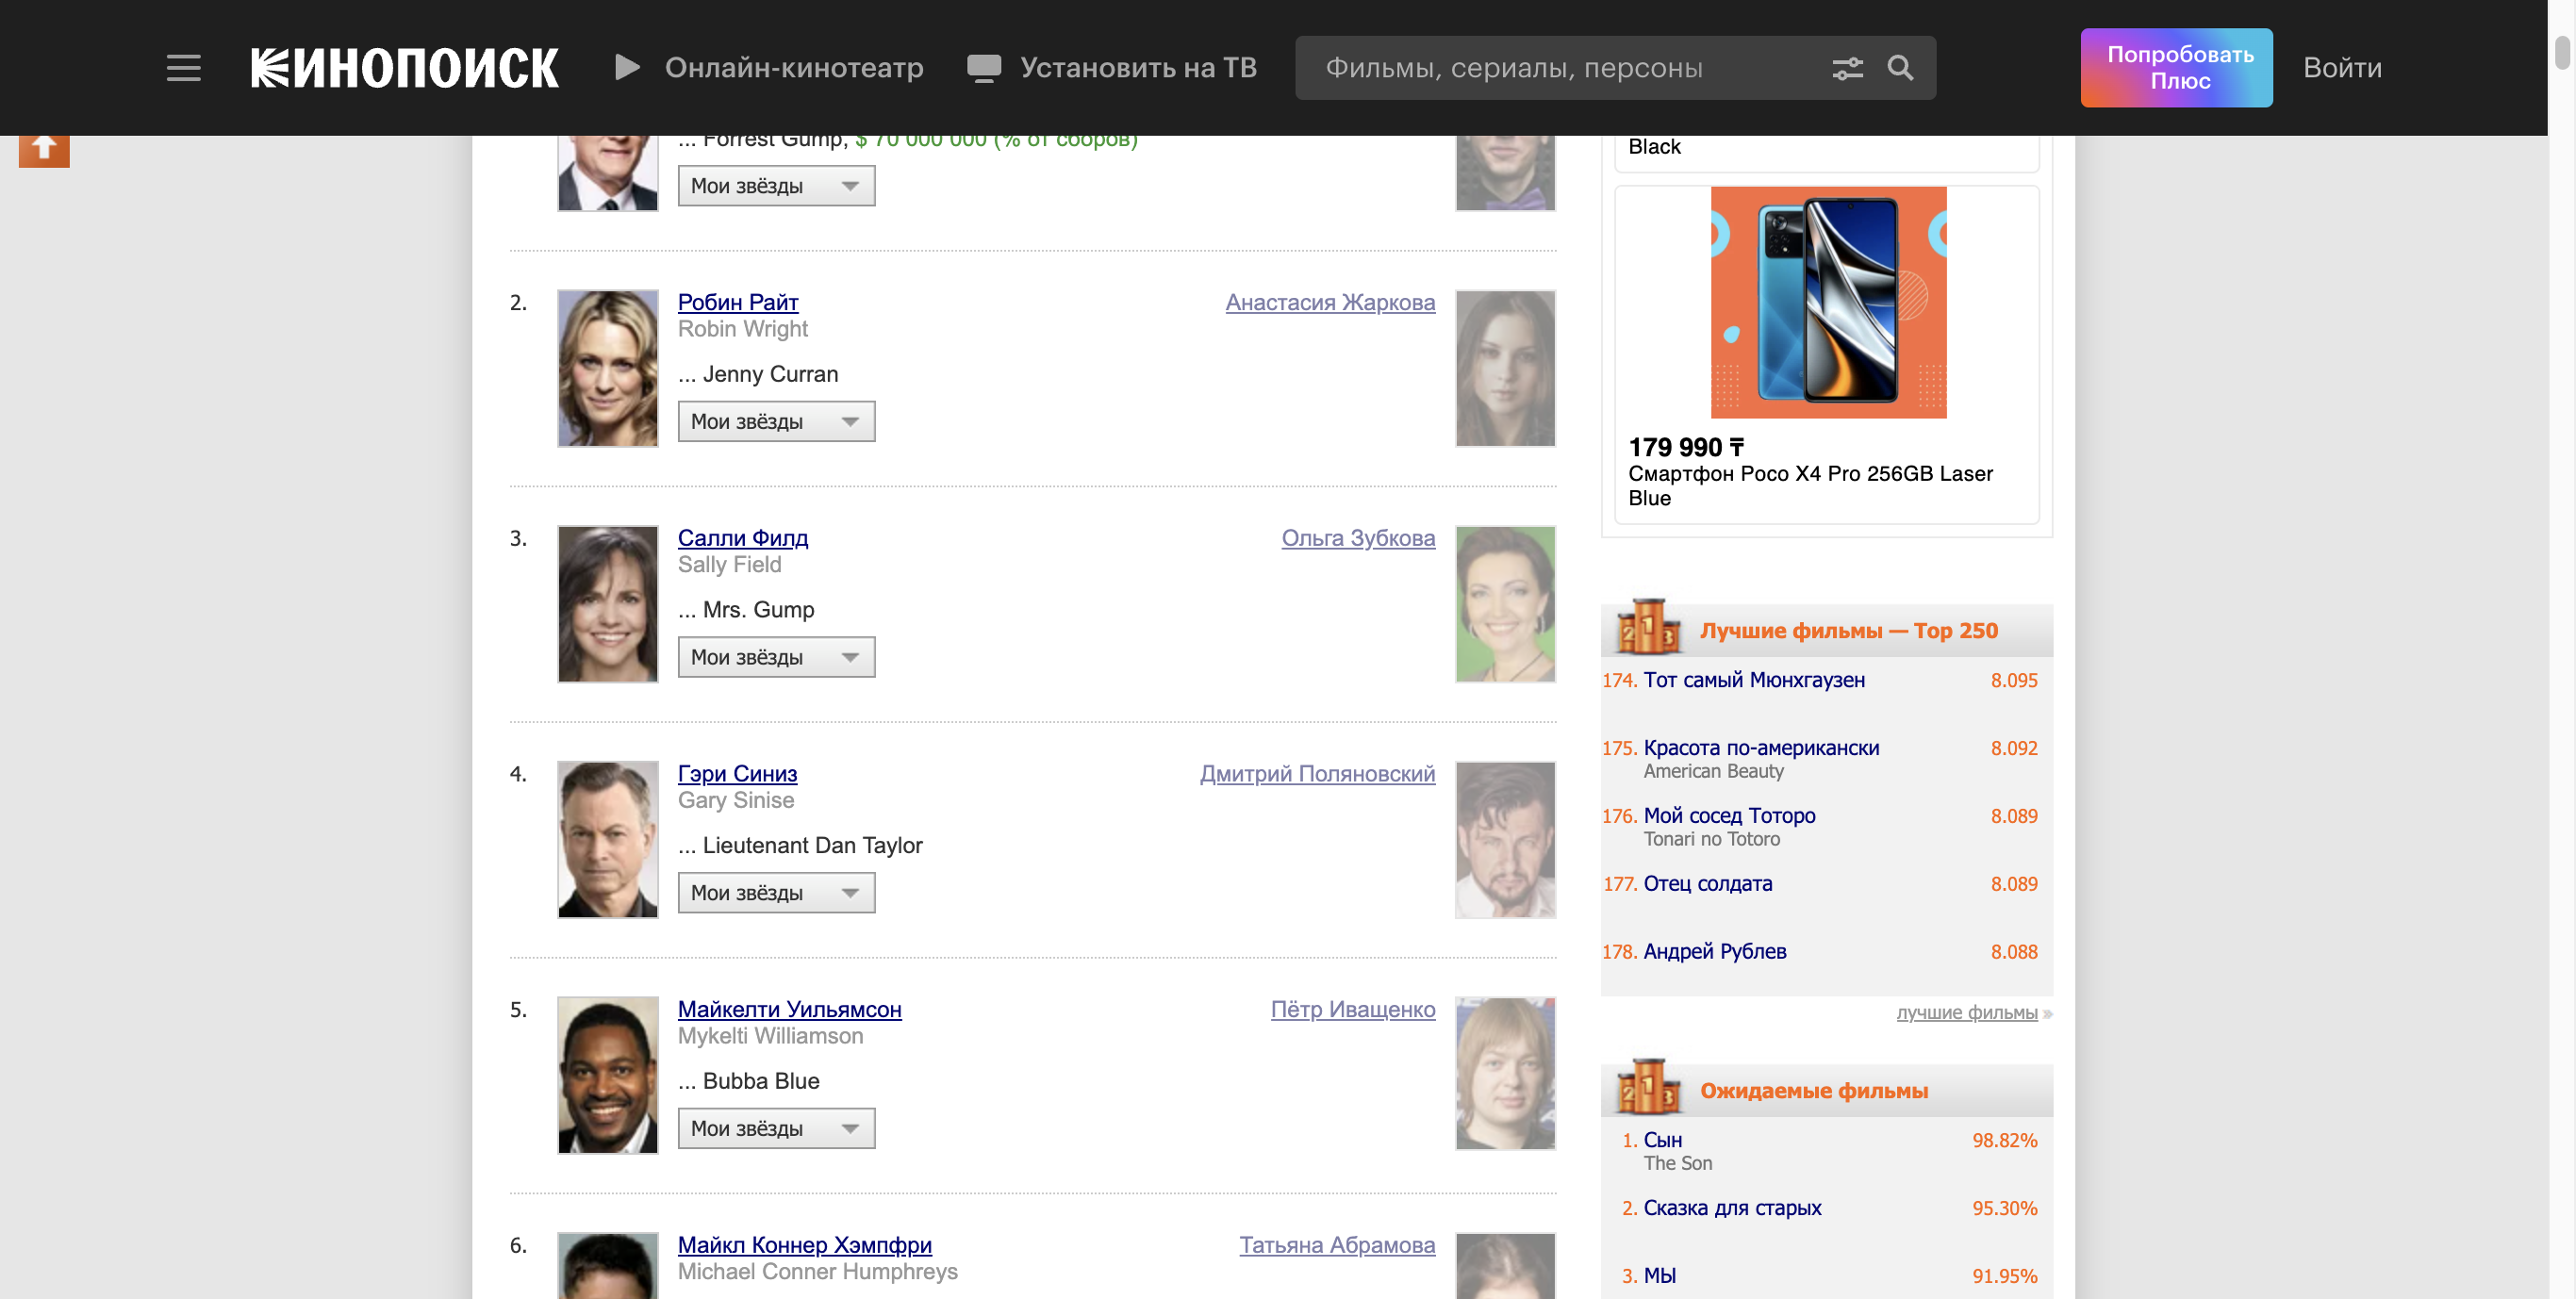 КИНОПОИСК
Онлайн-кинотеатр
Установить на ТВ
Фильмы, сериалы, персоны
Попробовать
Плюс
Войти
... Forrest Gump, $ 70 000 000 (% от сборов)
Мои звёзды
2.
Робин Райт
Robin Wright
... Jenny Curran
Мои звёзды
Анастасия Жаркова
3.
Салли Филд
Sally Field
... Mrs. Gump
Мои звёзды
Ольга Зубкова
4.
Гэри Синиз
Gary Sinise
... Lieutenant Dan Taylor
Мои звёзды
Дмитрий Поляновский
5.
Майкелти Уильямсон
Mykelti Williamson
... Bubba Blue
Мои звёзды
Пётр Иващенко
6.
Майкл Коннер Хэмпфри
Michael Conner Humphreys
Татьяна Абрамова
Black
179 990 ₸
Смартфон Poco X4 Pro 256GB Laser
Blue
2 1 3
Лучшие фильмы — Top 250
174. Тот самый Мюнхгаузен 8.095
175. Красота по-американски 8.092
American Beauty
176. Мой сосед Тоторо 8.089
Tonari no Totoro
177. Отец солдата 8.089
178. Андрей Рублев 8.088
лучшие фильмы »
2 1 3
Ожидаемые фильмы
1. Сын 98.82%
The Son
2. Сказка для старых 95.30%
3. МЫ 91.95%